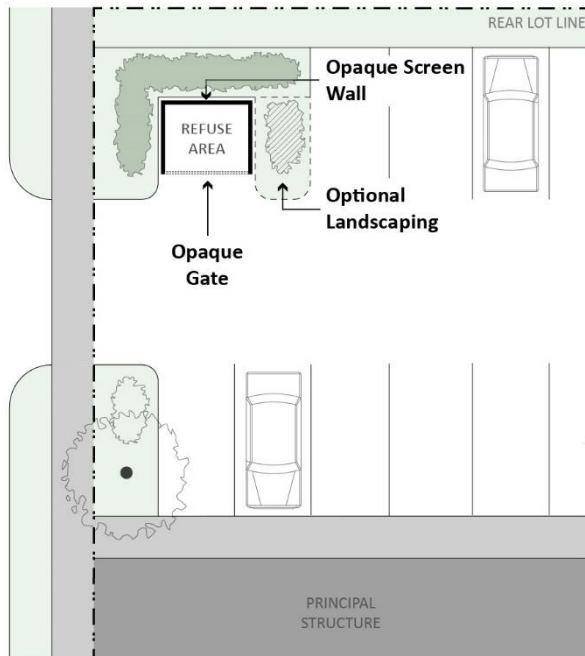 REAR LOT LINE
Opaque Screen
Wall
REFUSE
AREA
Optional
Landscaping
Opaque
Gate
PRINCIPAL
STRUCTURE